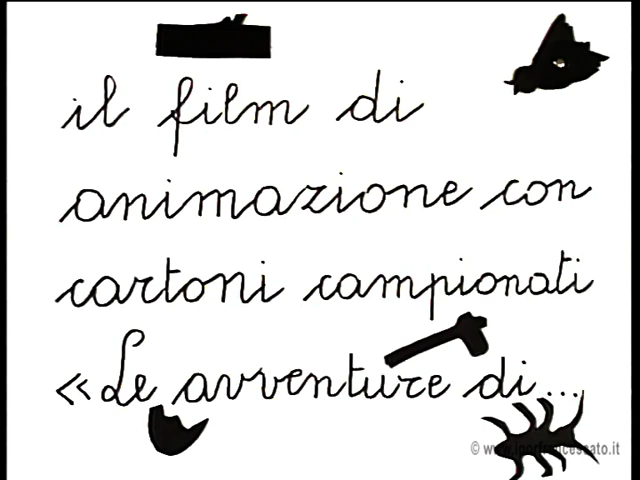 il film di
animazione con
cartoni campionati
«Le avventure di...